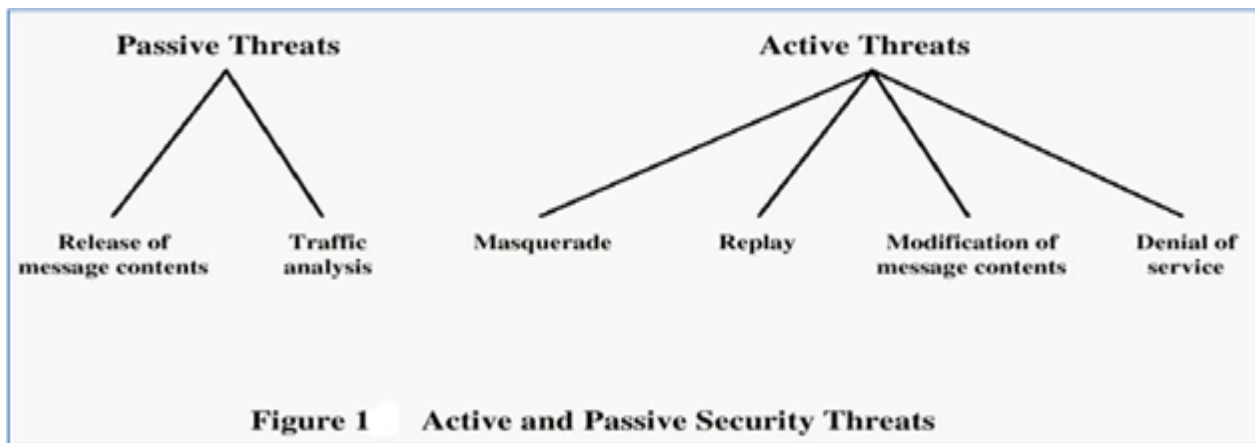 Passive Threats
Active Threats
Release of
message contents
Traffic
analysis
Masquerade
Replay
Modification of
message contents
Denial of
service
Figure 1 Active and Passive Security Threats